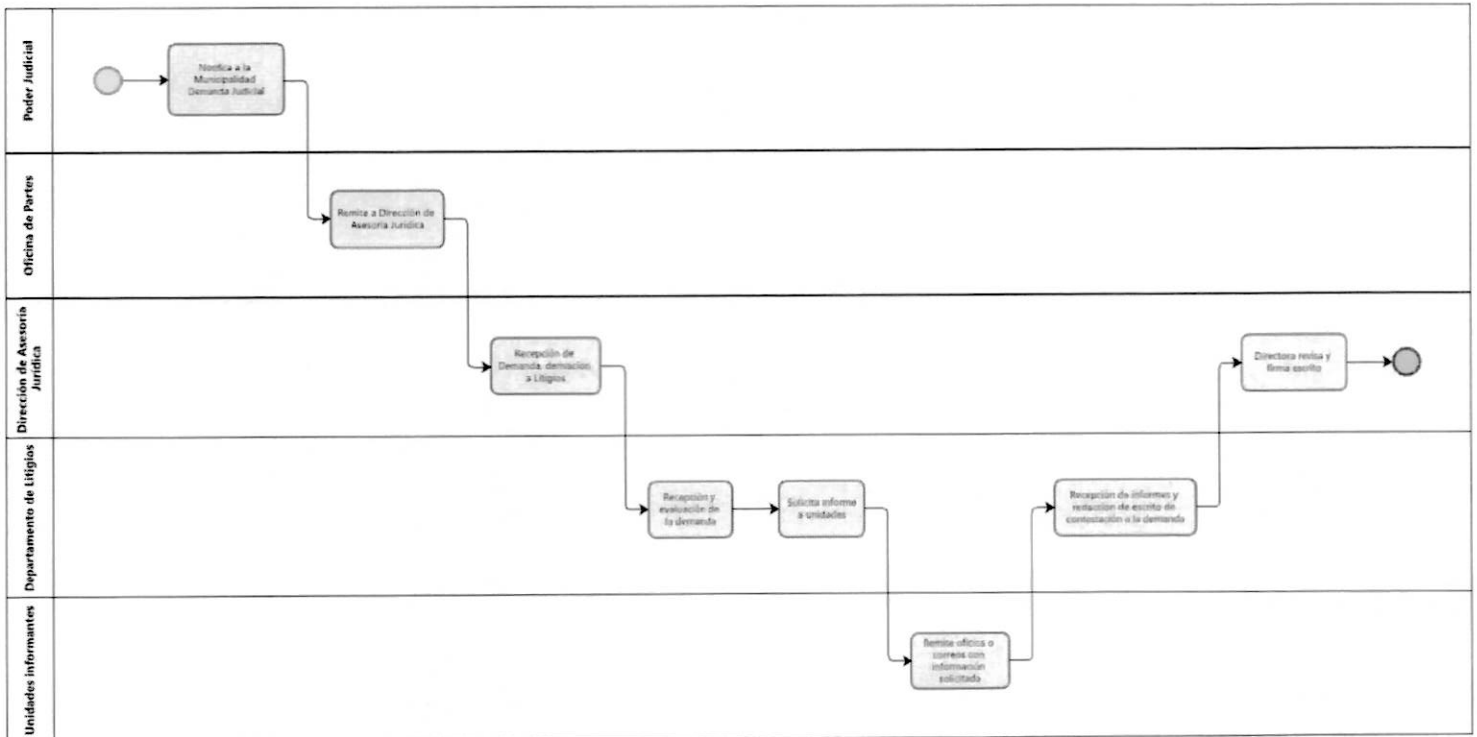 Poder Judicial
Notifica a la
Municipalidad
Demanda Judicial
Oficina de Partes
Remite a Dirección de
Asesoría Jurídica
Dirección de Asesoría
Jurídica
Recepción de
Demanda, derivación
a Litigios
Directora revisa y
firma escrito
Departamento de Litigios
Recepción y
evaluación de
la demanda
Solicita informe
a unidades
Recepción de informes y
redacción de escrito de
contestación a la demanda
Unidades informantes
Remite oficios o
correos con
información
solicitada